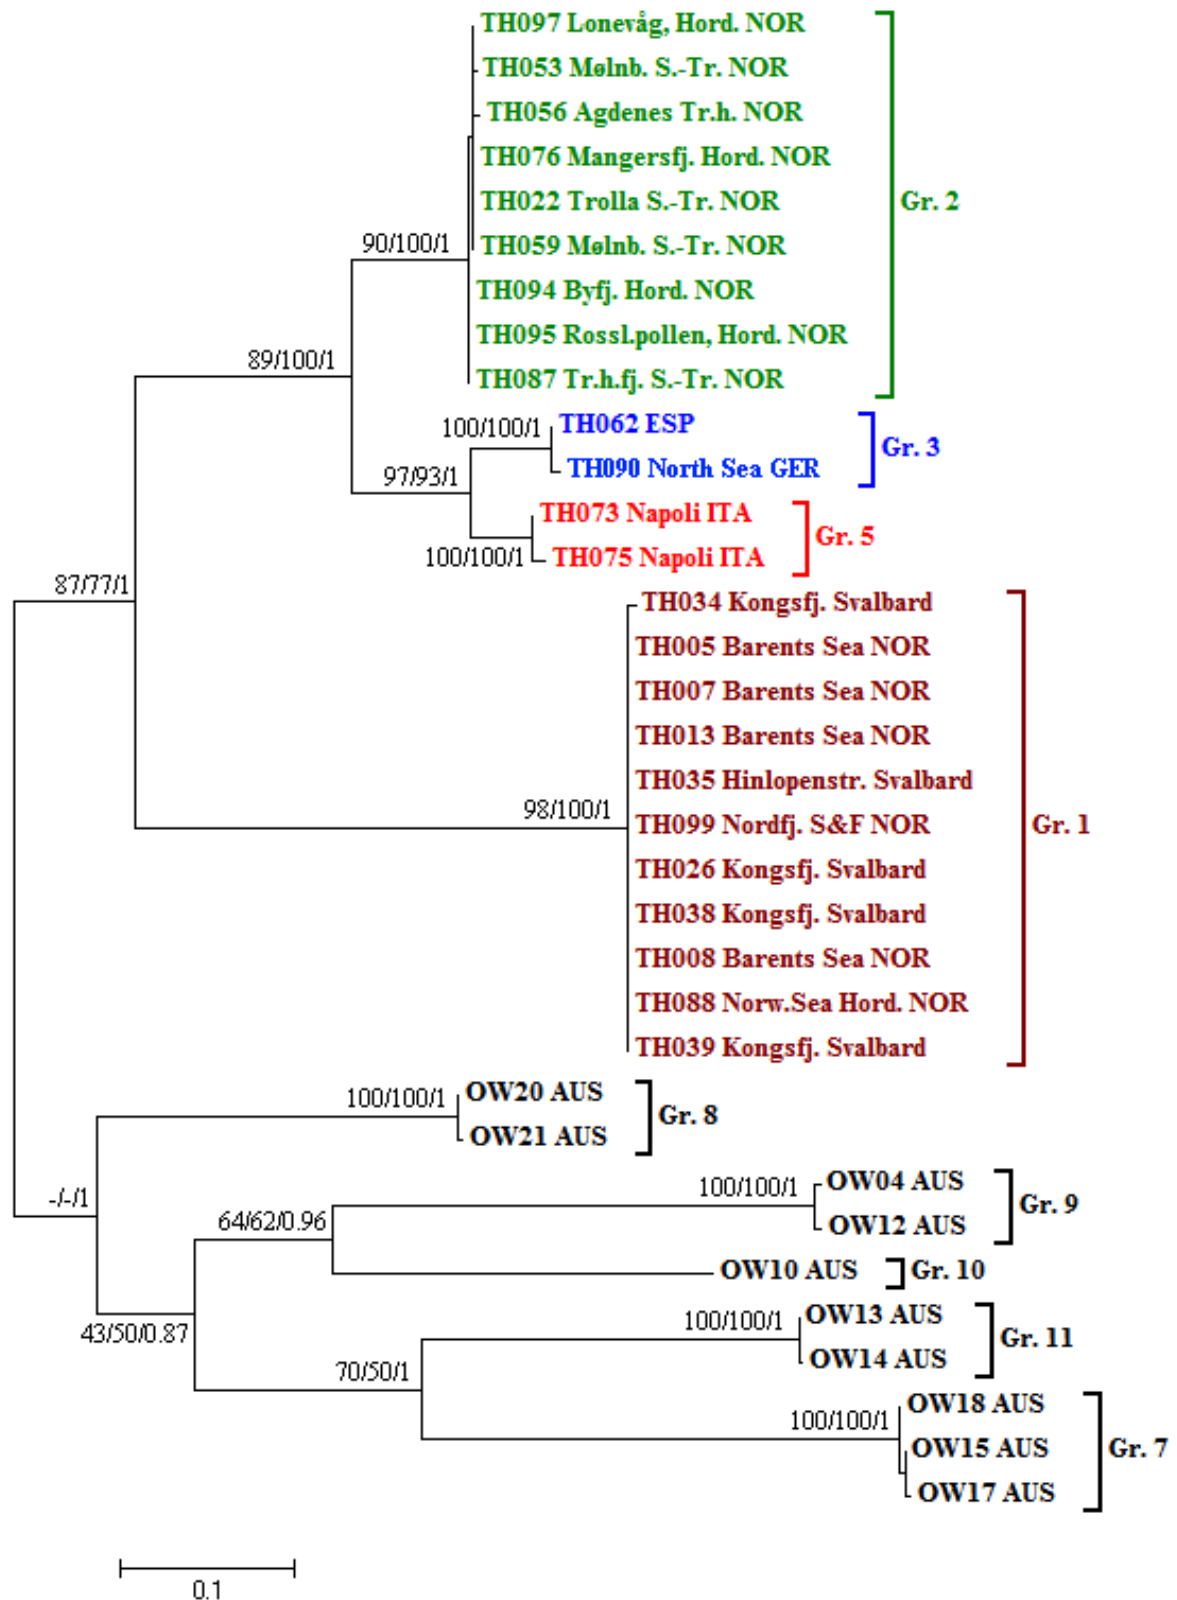 TH097 Lonevåg, Hord. NOR
TH053 Mølnb. S.-Tr. NOR
TH056 Agdenes Tr.h. NOR
TH076 Mangersfj. Hord. NOR
TH022 Trolla S.-Tr. NOR
Gr. 2
90/100/1
TH059 Mølnb. S.-Tr. NOR
TH094 Byfj. Hord. NOR
TH095 Rossl.pollen, Hord. NOR
89/100/1
TH087 Tr.h.fj. S.-Tr. NOR
100/100/1
TH062 ESP
Gr. 3
97/93/1
TH090 North Sea GER
TH073 Napoli ITA
Gr. 5
100/100/1
TH075 Napoli ITA
87/77/1
TH034 Kongsfj. Svalbard
TH005 Barents Sea NOR
TH007 Barents Sea NOR
TH013 Barents Sea NOR
TH035 Hinlopenstr. Svalbard
98/100/1
TH099 Nordfj. S&F NOR
Gr. 1
TH026 Kongsfj. Svalbard
TH038 Kongsfj. Svalbard
TH008 Barents Sea NOR
TH088 Norw.Sea Hord. NOR
TH039 Kongsfj. Svalbard
100/100/1
OW20 AUS
Gr. 8
OW21 AUS
-/-/1
100/100/1
OW04 AUS
Gr. 9
64/62/0.96
OW12 AUS
OW10 AUS
Gr. 10
43/50/0.87
100/100/1
OW13 AUS
Gr. 11
OW14 AUS
70/50/1
100/100/1
OW18 AUS
OW15 AUS
Gr. 7
OW17 AUS
0.1